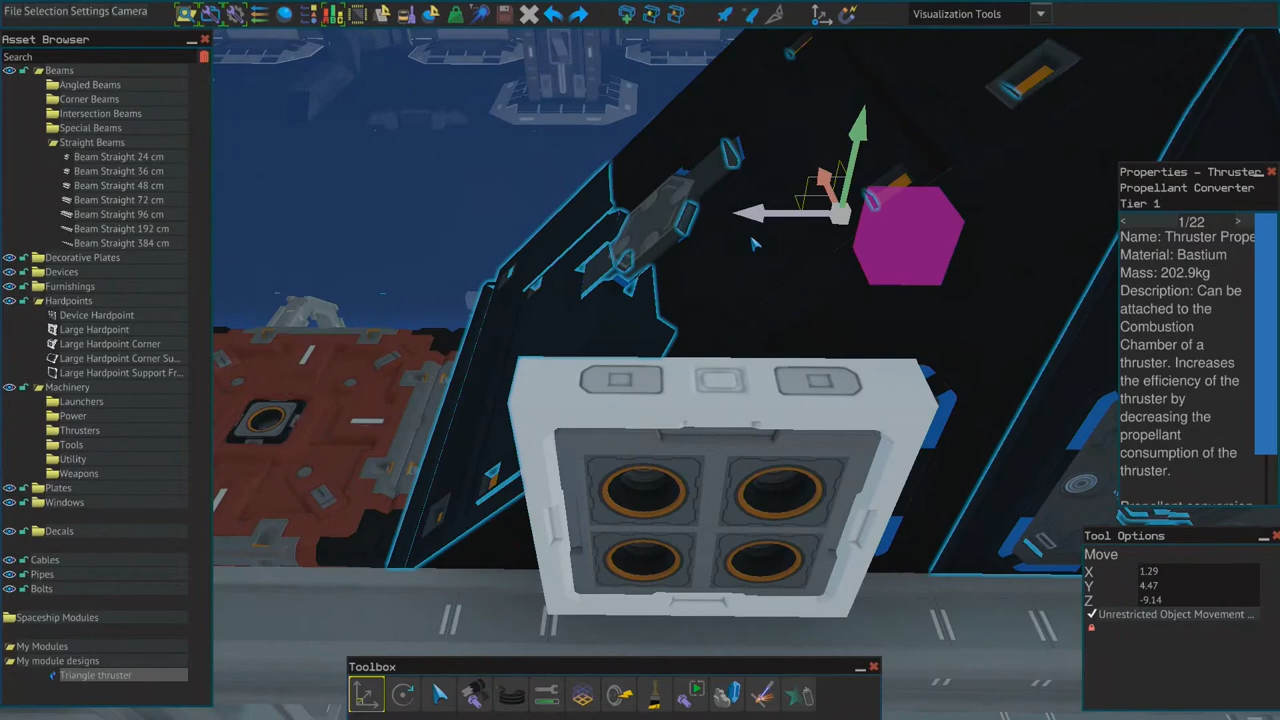 File Selection Settings Camera
Visualization Tools
Asset Browser
Search
Beams
Angled Beams
Corner Beams
Intersection Beams
Special Beams
Straight Beams
Beam Straight 24 cm
Beam Straight 36 cm
Beam Straight 48 cm
Beam Straight 72 cm
Beam Straight 96 cm
Beam Straight 192 cm
Beam Straight 384 cm
Decorative Plates
Devices
Furnishings
Hardpoints
Device Hardpoint
Large Hardpoint
Large Hardpoint Corner
Large Hardpoint Corner Su...
Large Hardpoint Support Fr...
Machinery
Launchers
Power
Thrusters
Tools
Utility
Weapons
Plates
Windows
Decals
Cables
Pipes
Bolts
Spaceship Modules
My Modules
My module designs
Triangle thruster
Properties - Thruster
Propellant Converter
Tier 1
< 1/22 >
Name: Thruster Prope
Material: Bastium
Mass: 202.9kg
Description: Can be
attached to the
Combustion
Chamber of a
thruster. Increases
the efficiency of the
thruster by
decreasing the
propellant
consumption of the
thruster.
Tool Options
Move
X 1.29
Y 4.47
Z -9.14
Unrestricted Object Movement ...
Toolbox